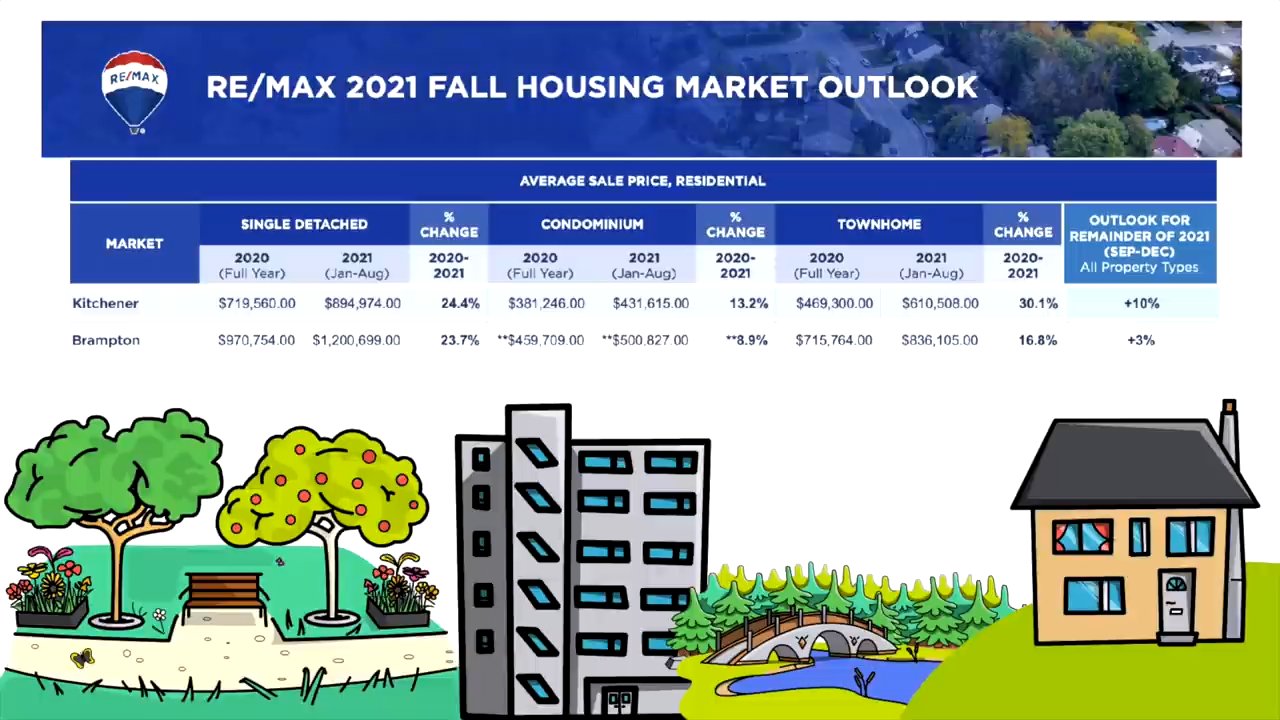 RE/MAX
RE/MAX 2021 FALL HOUSING MARKET OUTLOOK
AVERAGE SALE PRICE, RESIDENTIAL
MARKET
SINGLE DETACHED
% CHANGE
CONDOMINIUM
% CHANGE
TOWNHOME
% CHANGE
OUTLOOK FOR
REMAINDER OF 2021
(SEP-DEC)
All Property Types
2020 (Full Year)
2021 (Jan-Aug)
2020-2021
2020 (Full Year)
2021 (Jan-Aug)
2020-2021
2020 (Full Year)
2021 (Jan-Aug)
2020-2021
Kitchener $719,560.00 $894,974.00 24.4% $381,246.00 $431,615.00 13.2% $469,300.00 $610,508.00 30.1% +10%
Brampton $970,754.00 $1,200,699.00 23.7% **$459,709.00 **$500,827.00 **8.9% $715,764.00 $836,105.00 16.8% +3%